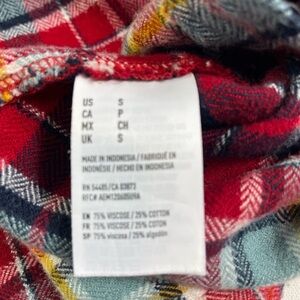 US S
CA P
MX CH
UK S
MADE IN INDONESIA / FABRIQUÉ EN
INDONÉSIE / HECHO EN INDONESIA
RN 54485/CA 03873
RFC#
EN 75% VISCOSE / 25% COTTON
FR 75% VISCOSE / 25% COTON
SP 75% viscosa / 25% algodón